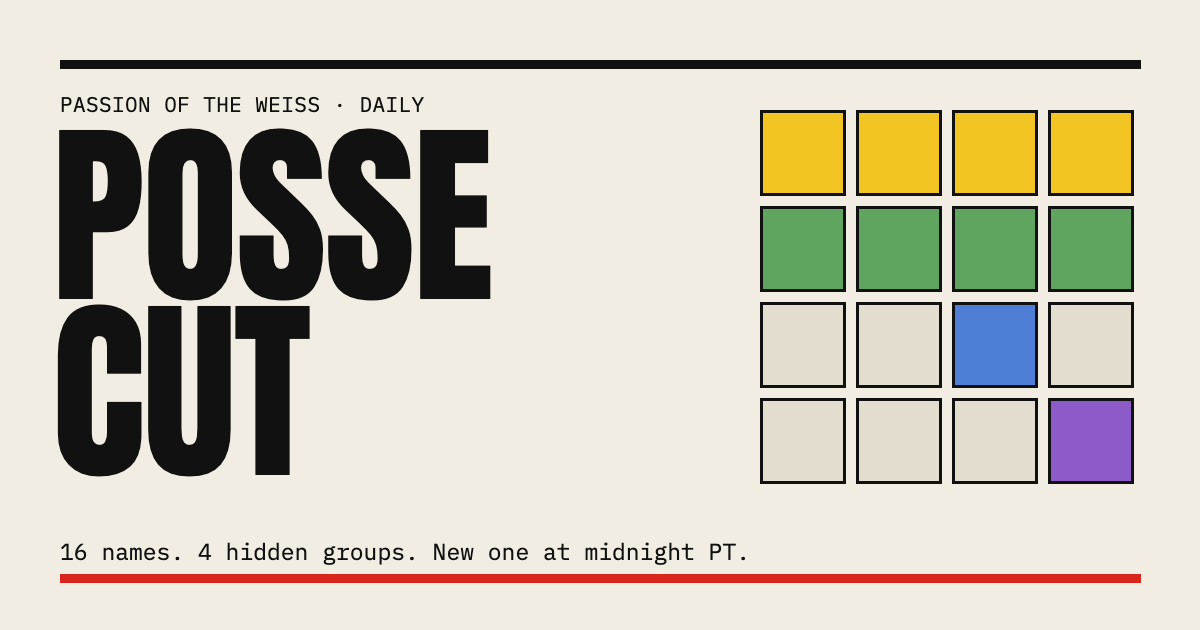 PASSION OF THE WEISS · DAILY
POSSE
CUT
16 names. 4 hidden groups. New one at midnight PT.